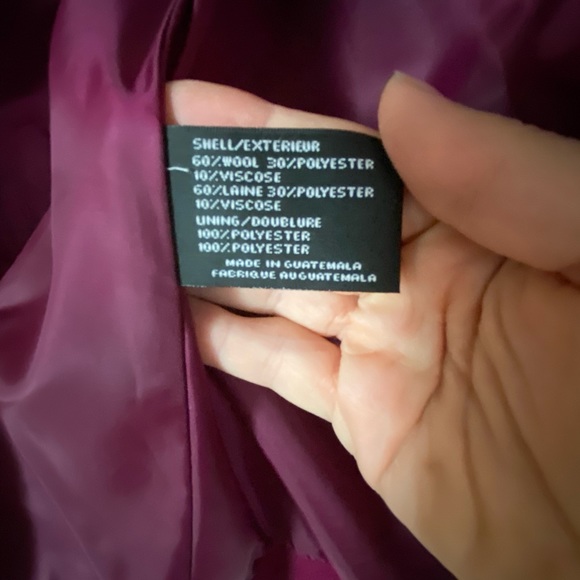 SHELL/EXTERIEUR
60%WOOL 30%POLYESTER
10%VISCOSE
60%LAINE 30%POLYESTER
10%VISCOSE
LINING/DOUBLURE
100%POLYESTER
100%POLYESTER
MADE IN GUATEMALA
FABRIQUE AU GUATEMALA